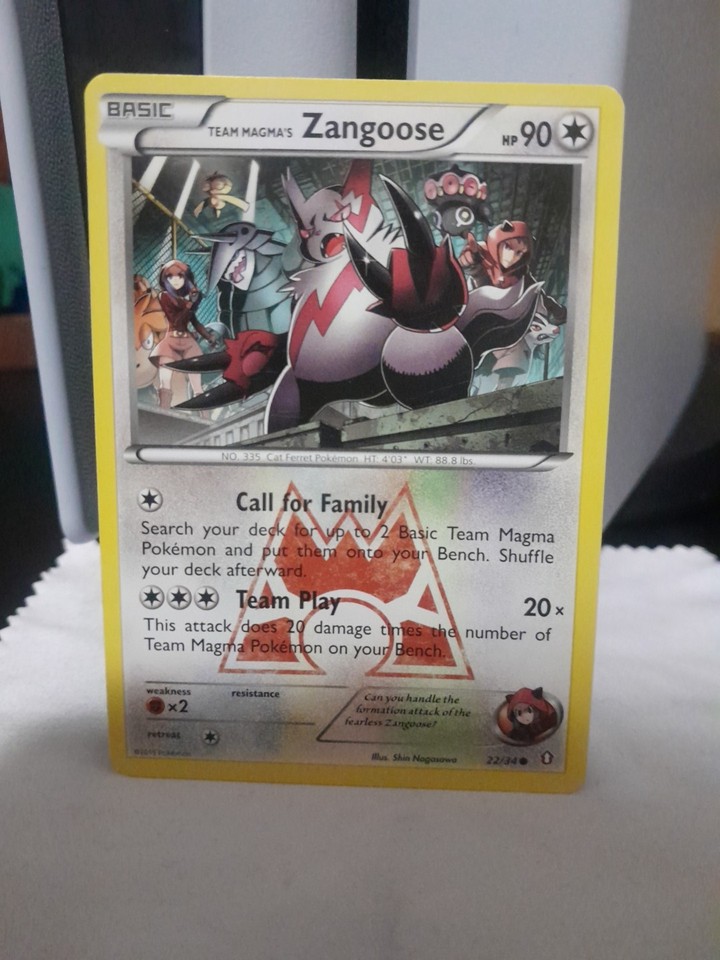 BASIC
TEAM MAGMA'S Zangoose HP 90
NO. 335 Cat Ferret Pokémon HT: 4'03" WT: 88.8 lbs.
Call for Family
Search your deck for up to 2 Basic Team Magma
Pokémon and put them onto your Bench. Shuffle
your deck afterward.
Team Play 20x
This attack does 20 damage times the number of
Team Magma Pokémon on your Bench.
weakness resistance
x2
retreat
Can you handle the
formation attack of the
fearless Zangoose?
©2015 Pokémon
Illus. Shin Nagasawa
22/34